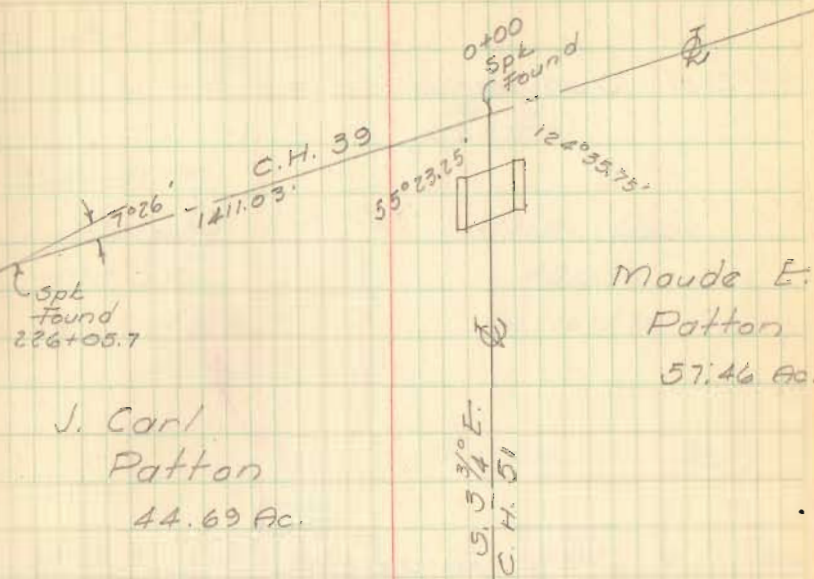 0+00
Spk
Found
C.H. 39
7°26'
1411.03'
55°23.25'
124°35.75'
Spk
Found
226+05.7
Maude E.
Patton
57.46 Ac.
J. Carl
Patton
44.69 Ac.
S. 3 3/4° E.
C. H. 51